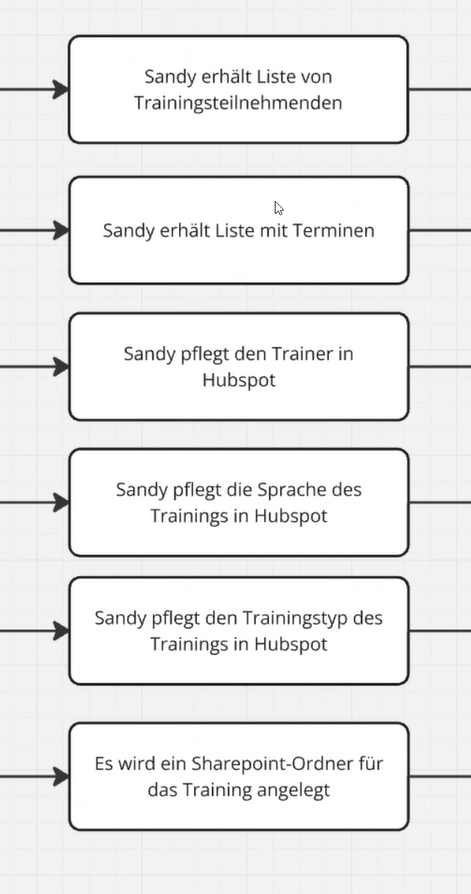 Sandy erhält Liste von
Trainingsteilnehmenden
Sandy erhält Liste mit Terminen
Sandy pflegt den Trainer in
Hubspot
Sandy pflegt die Sprache des
Trainings in Hubspot
Sandy pflegt den Trainingstyp des
Trainings in Hubspot
Es wird ein Sharepoint-Ordner für
das Training angelegt